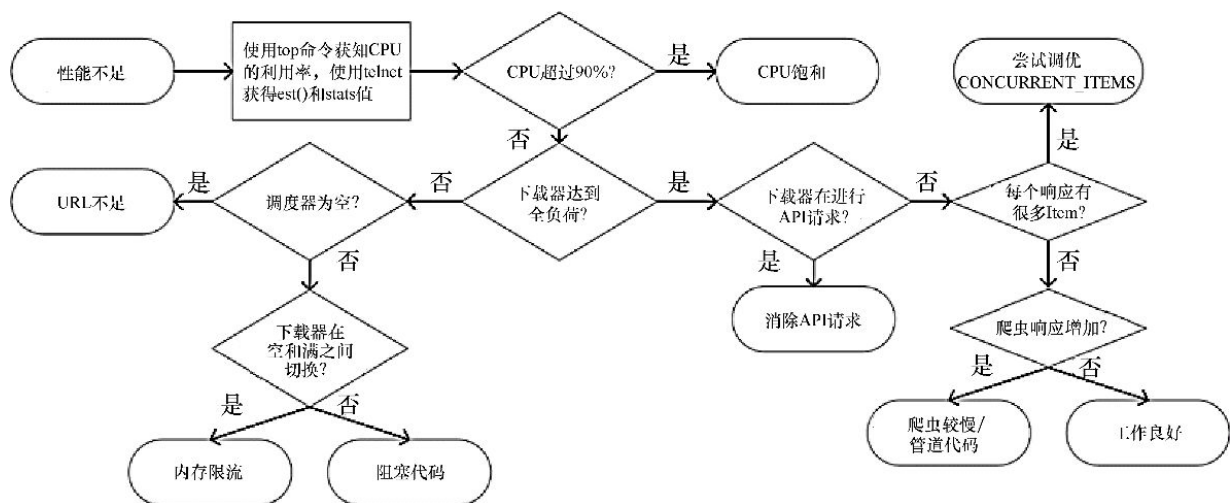 性能不足
使用top命令获知CPU
的利用率，使用telnet
获得est()和stats值
CPU超过90%?
是
CPU饱和
尝试调优
CONCURRENT_ITEMS
否
是
URL不足
是
调度器为空?
否
下载器达到
全负荷?
是
下载器在进行
API请求?
否
每个响应有
很多Item?
否
是
否
下载器在
空和满之间
切换?
消除API请求
爬虫响应增加?
是
否
是
否
内存限流
阻塞代码
爬虫较慢/
管道代码
工作良好